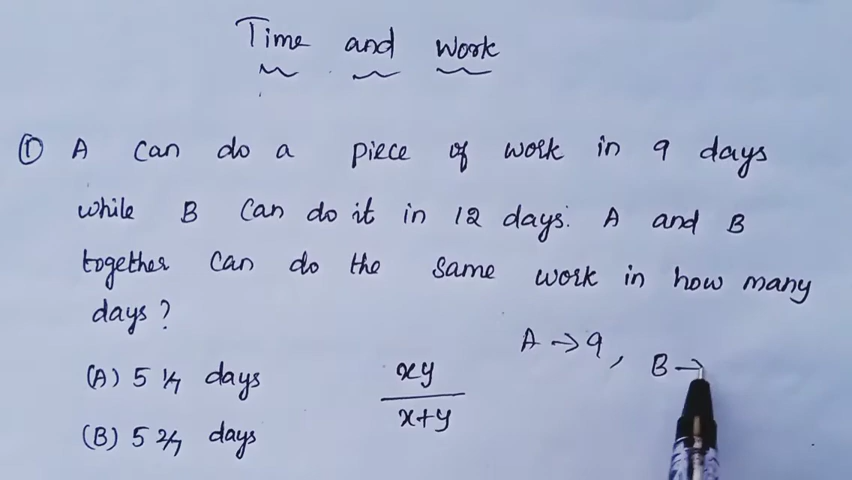 Time and Work
① A can do a piece of work in 9 days
while B can do it in 12 days. A and B
together can do the same work in how many
days?
A → 9, B →
(A) 5 1/7 days
xy
x+y
(B) 5 2/7 days